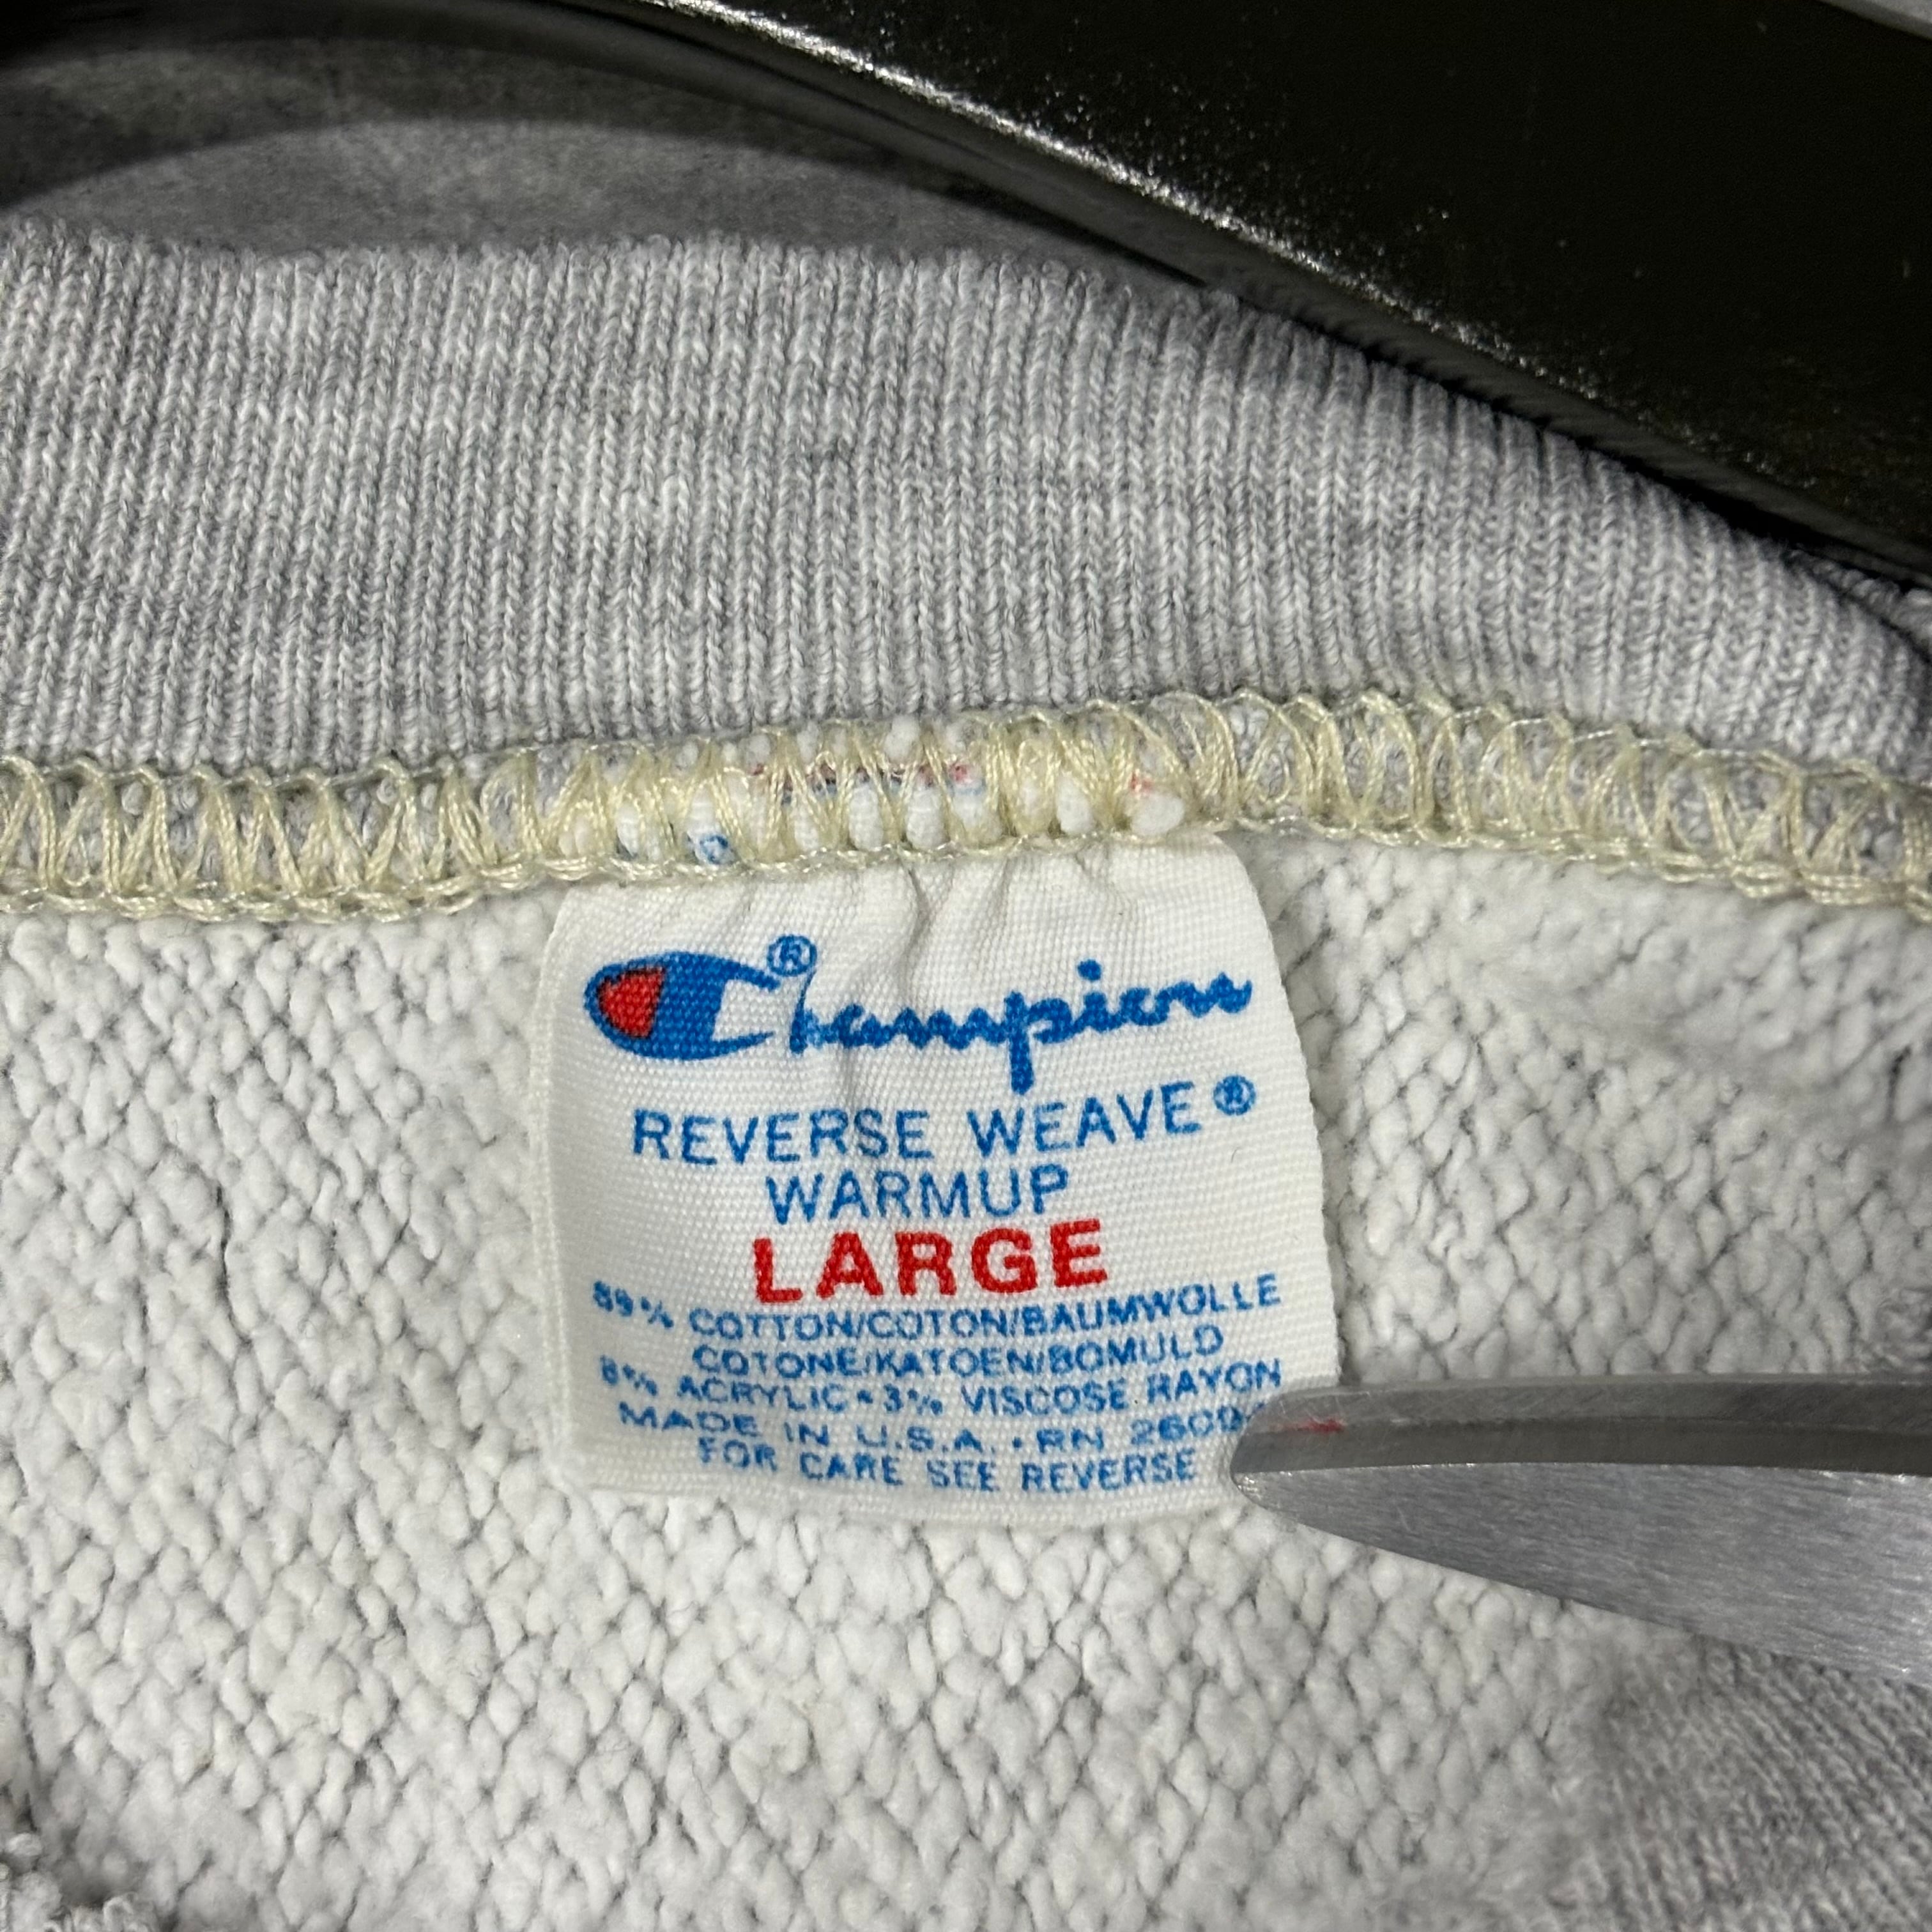 Champion®
REVERSE WEAVE®
WARMUP
LARGE
89% COTTON/COTON/BAUMWOLLE
COTONE/KATOEN/BOMULD
8% ACRYLIC • 3% VISCOSE RAYON
MADE IN U.S.A. • RN
FOR CARE SEE REVERSE